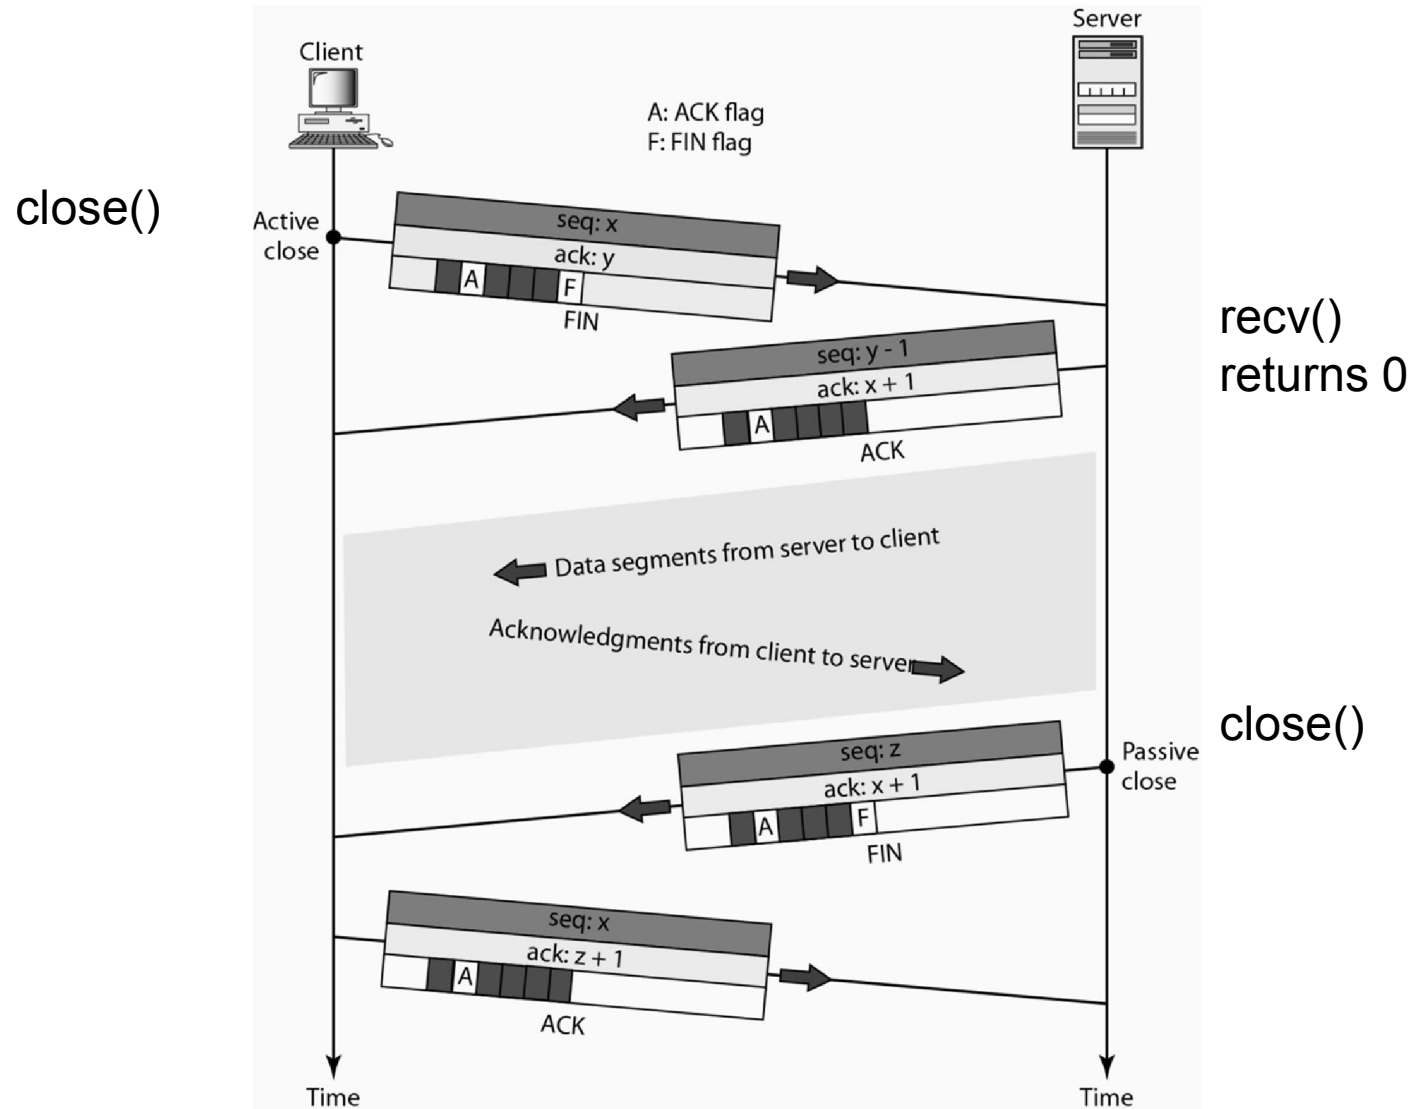 Server
Client
A: ACK flag
F: FIN flag
close()
Active
close
seq: x
ack: y
A
F
FIN
recv()
returns 0
seq: y - 1
ack: x + 1
A
ACK
Data segments from server to client
Acknowledgments from client to server
close()
Passive
close
seq: z
ack: x + 1
A
F
FIN
seq: x
ack: z + 1
A
ACK
Time
Time